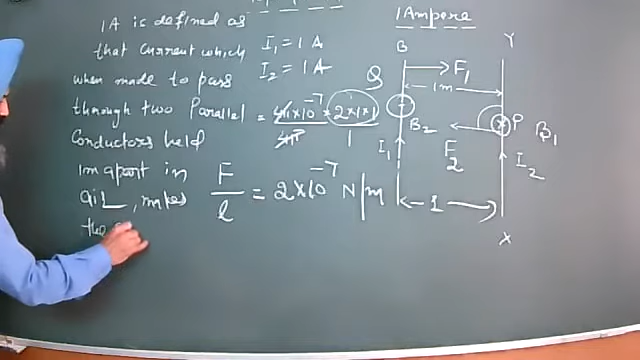 1A is defined as
that current which
when made to pass
through two Parallel
Conductors held
1m apart in
air, makes
the
I₁ = 1 A
I₂ = 1 A
= 4π×10⁻⁷ × 2×1×1
4π 1
F/l = 2×10⁻⁷ N/m
1 Ampere
B Y
F₁
Q 1m
P
B₂ B₁
I₁ F₂ I₂
1
X